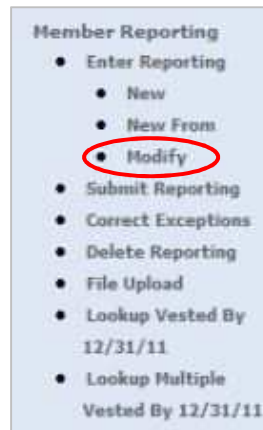 Member Reporting
Enter Reporting
New
New From
Modify
Submit Reporting
Correct Exceptions
Delete Reporting
File Upload
Lookup Vested By
12/31/11
Lookup Multiple
Vested By 12/31/11